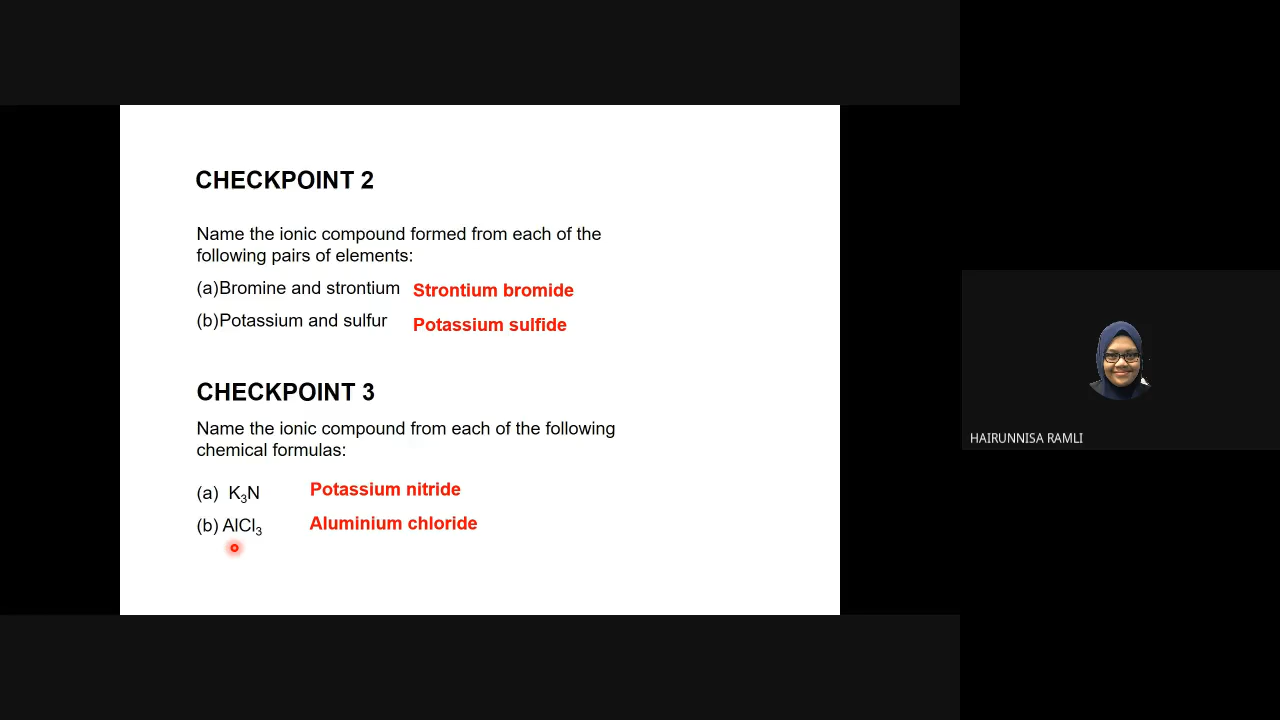 CHECKPOINT 2
Name the ionic compound formed from each of the
following pairs of elements:
(a)Bromine and strontium Strontium bromide
(b)Potassium and sulfur Potassium sulfide
CHECKPOINT 3
Name the ionic compound from each of the following
chemical formulas:
(a) K₃N Potassium nitride
(b) AlCl₃ Aluminium chloride
HAIRUNNISA RAMLI